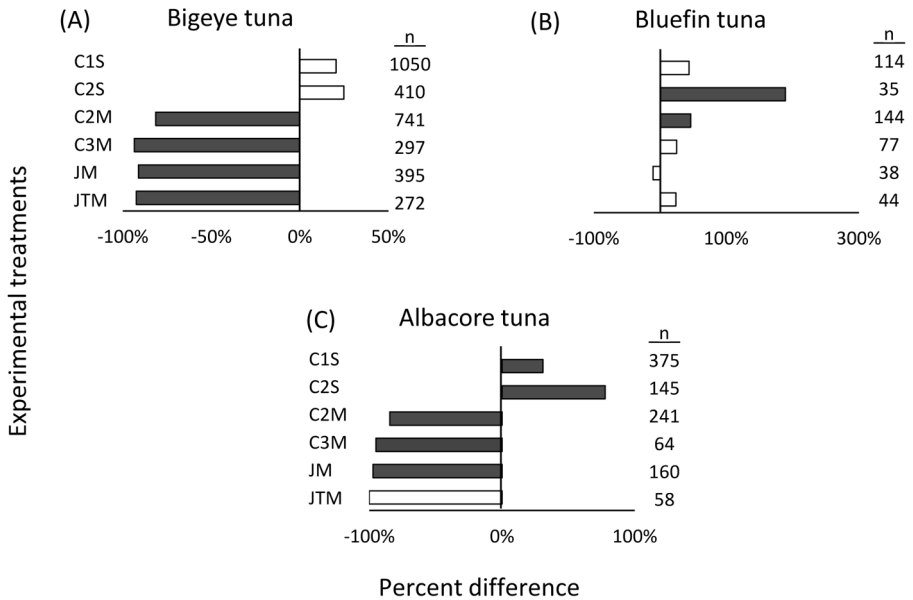 (A) Bigeye tuna
n
C1S 1050
C2S 410
C2M 741
C3M 297
JM 395
JTM 272
-100% -50% 0% 50%
(B) Bluefin tuna
n
114
35
144
77
38
44
-100% 100% 300%
Experimental treatments
(C) Albacore tuna
n
C1S 375
C2S 145
C2M 241
C3M 64
JM 160
JTM 58
-100% 0% 100%
Percent difference